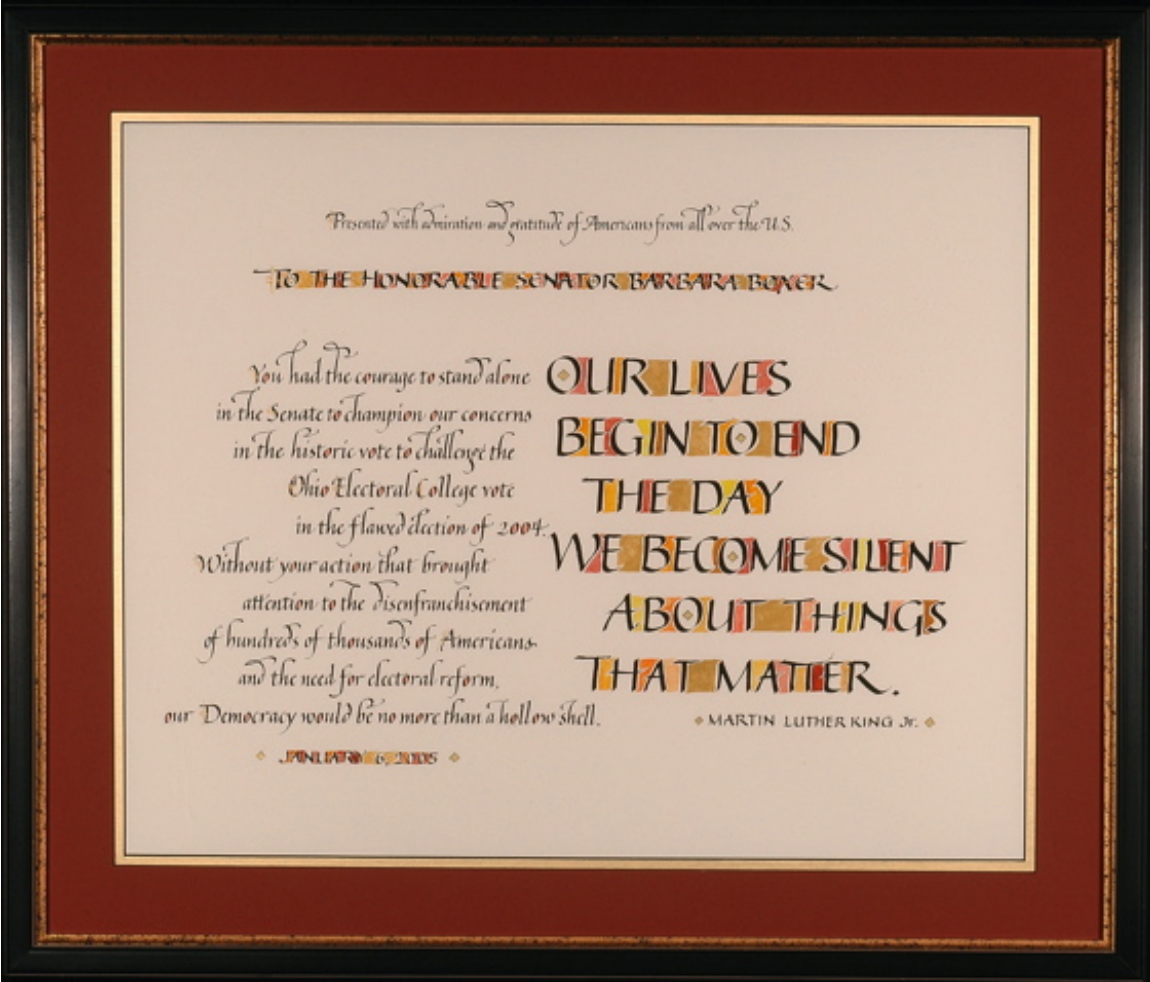 Presented with admiration and gratitude of Americans from all over the U.S.
TO THE HONORABLE SENATOR BARBARA BOXER
You had the courage to stand alone
in the Senate to champion our concerns
in the historic vote to challenge the
Ohio Electoral College vote
in the flawed election of 2004.
Without your action that brought
attention to the disenfranchisement
of hundreds of thousands of Americans
and the need for electoral reform,
our Democracy would be no more than a hollow shell.
JANUARY 6, 2005
OUR LIVES
BEGIN TO END
THE DAY
WE BECOME SILENT
ABOUT THINGS
THAT MATTER.
MARTIN LUTHER KING Jr.